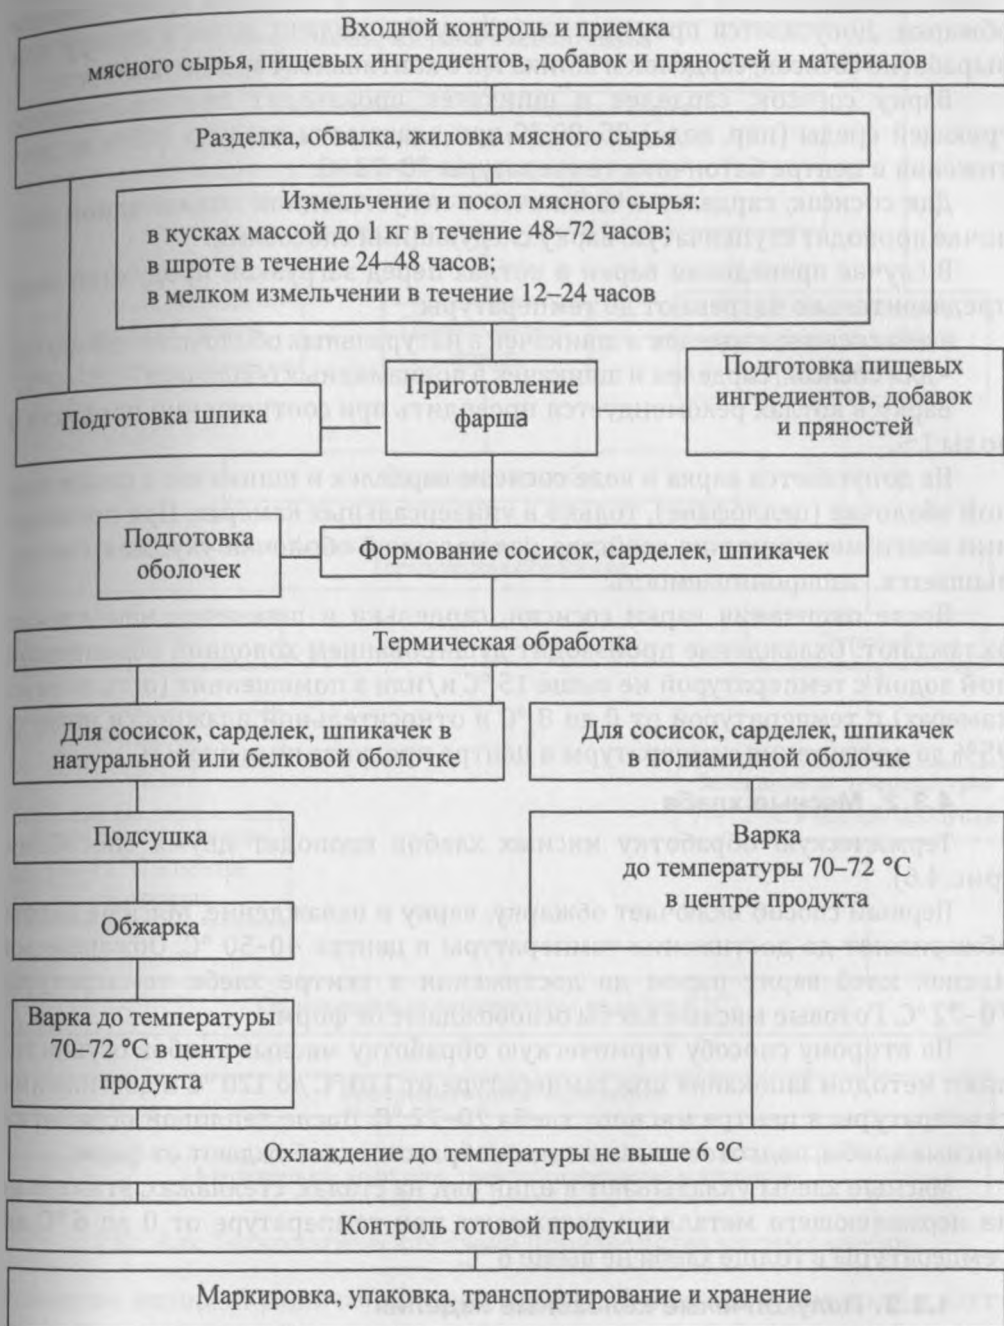 Входной контроль и приемка
мясного сырья, пищевых ингредиентов, добавок и пряностей и материалов
Разделка, обвалка, жиловка мясного сырья
Измельчение и посол мясного сырья:
в кусках массой до 1 кг в течение 48–72 часов;
в шроте в течение 24–48 часов;
в мелком измельчении в течение 12–24 часов
Подготовка шпика
Приготовление
фарша
Подготовка пищевых
ингредиентов, добавок
и пряностей
Подготовка
оболочек
Формование сосисок, сарделек, шпикачек
Термическая обработка
Для сосисок, сарделек, шпикачек в
натуральной или белковой оболочке
Для сосисок, сарделек, шпикачек
в полиамидной оболочке
Подсушка
Обжарка
Варка до температуры
70–72 °С в центре
продукта
Варка
до температуры 70–72 °С
в центре продукта
Охлаждение до температуры не выше 6 °С
Контроль готовой продукции
Маркировка, упаковка, транспортирование и хранение